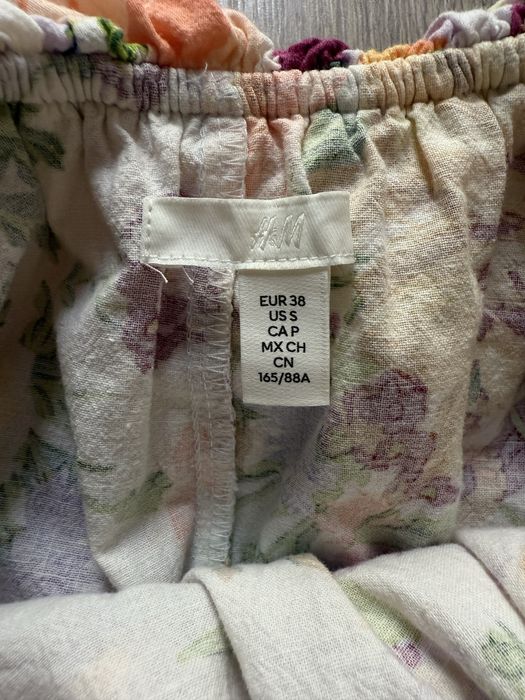 H&M
EUR 38
US S
CA P
MX CH
CN
165/88A